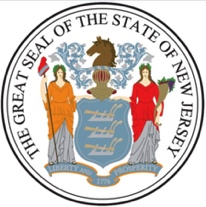 THE GREAT SEAL OF THE STATE OF NEW JERSEY
LIBERTY AND PROSPERITY
1776